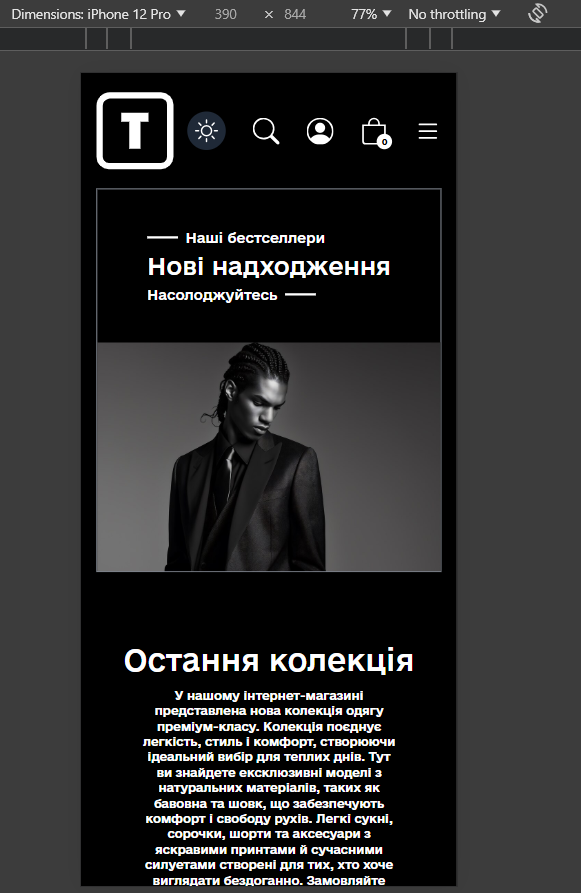 Dimensions: iPhone 12 Pro 390 × 844 77% No throttling
T
0
Наші бестселлери
Нові надходження
Насолоджуйтесь
Остання колекція
У нашому інтернет-магазині
представлена нова колекція одягу
преміум-класу. Колекція поєднує
легкість, стиль і комфорт, створюючи
ідеальний вибір для теплих днів. Тут
ви знайдете ексклюзивні моделі з
натуральних матеріалів, таких як
бавовна та шовк, що забезпечують
комфорт і свободу рухів. Легкі сукні,
сорочки, шорти та аксесуари з
яскравими принтами й сучасними
силуетами створені для тих, хто хоче
виглядати бездоганно. Замовляйте